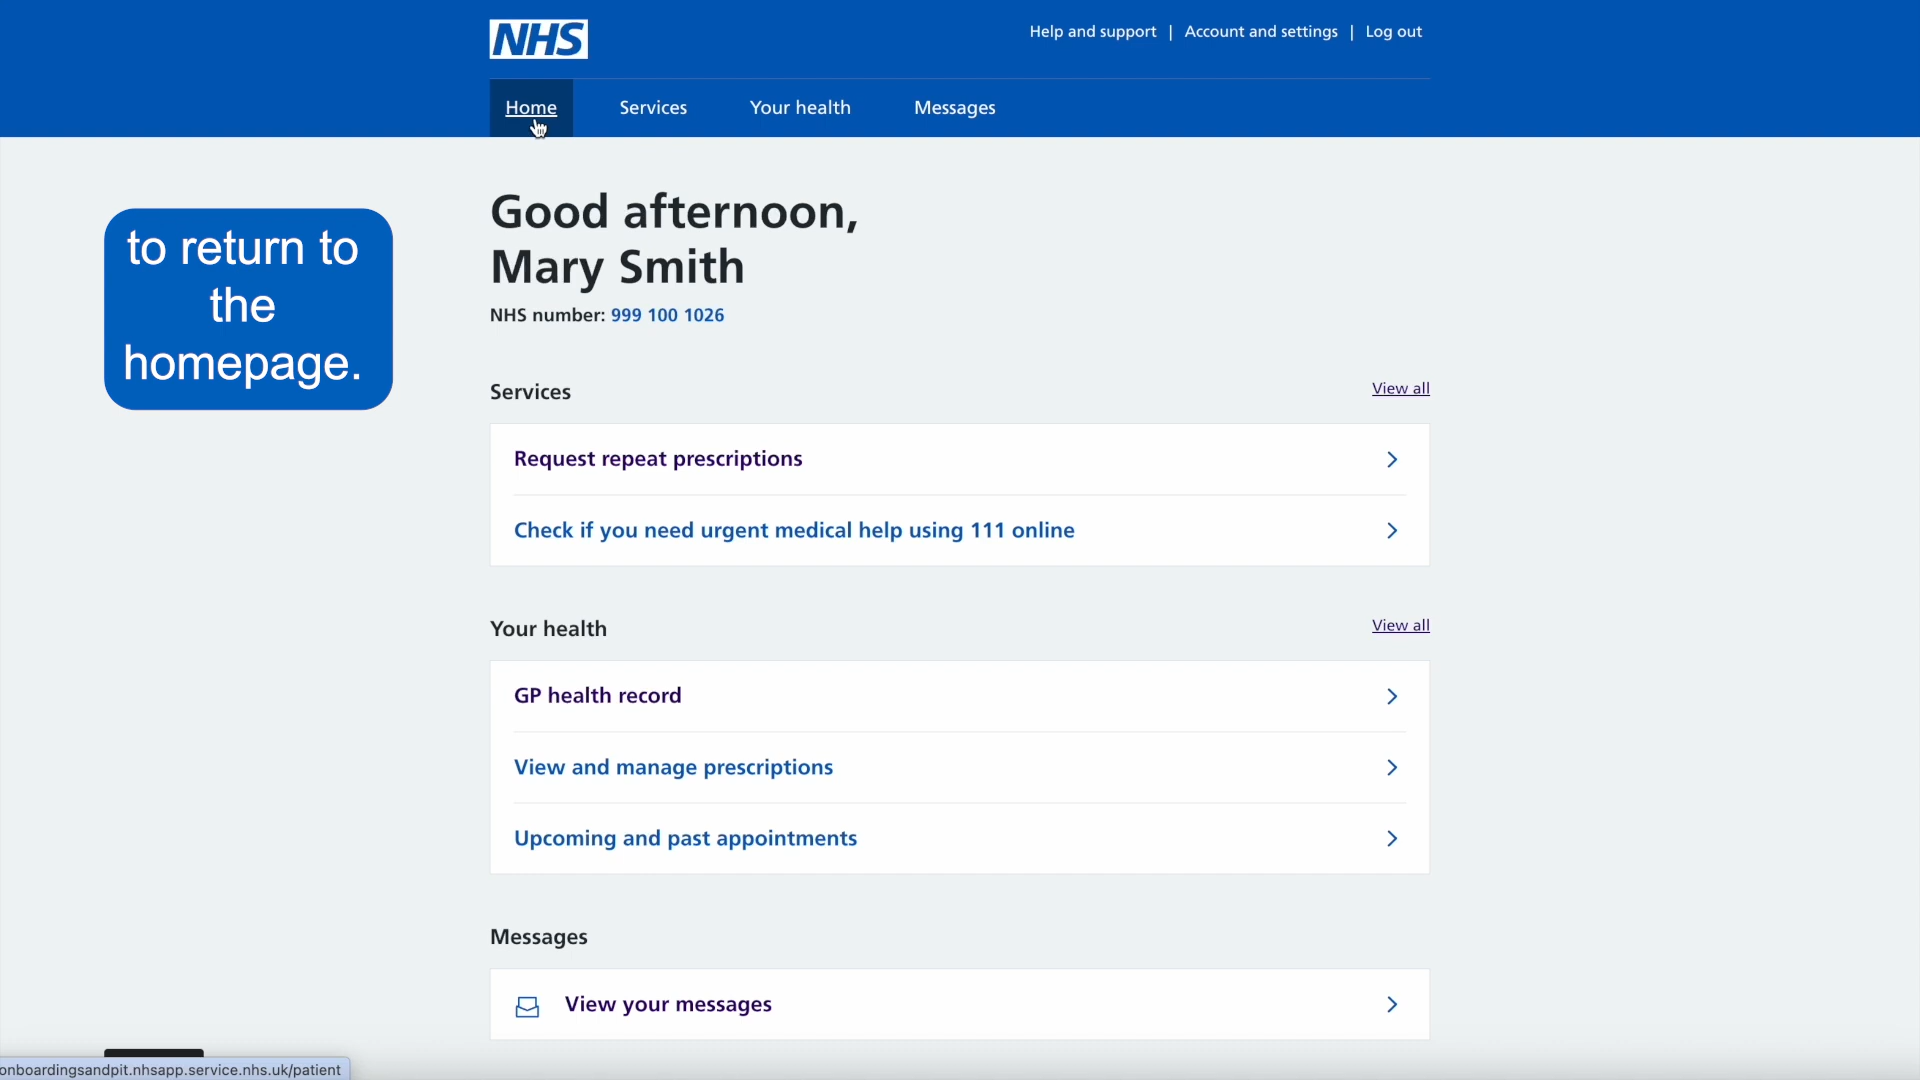 NHS
Help and support | Account and settings | Log out
Home Services Your health Messages
to return to
the
homepage.
Good afternoon,
Mary Smith
NHS number: 999 100 1026
Services View all
Request repeat prescriptions
Check if you need urgent medical help using 111 online
Your health View all
GP health record
View and manage prescriptions
Upcoming and past appointments
Messages
View your messages
onboardingsandpit.nhsapp.service.nhs.uk/patient